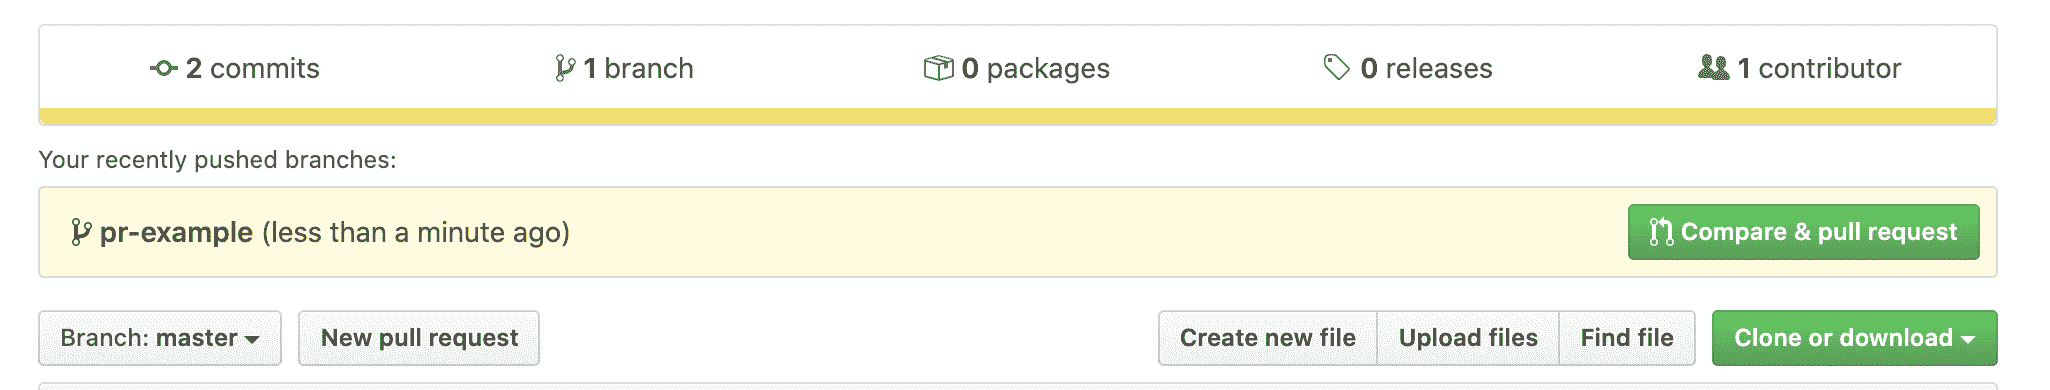 2 commits 1 branch 0 packages 0 releases 1 contributor
Your recently pushed branches:
pr-example (less than a minute ago) Compare & pull request
Branch: master New pull request Create new file Upload files Find file Clone or download